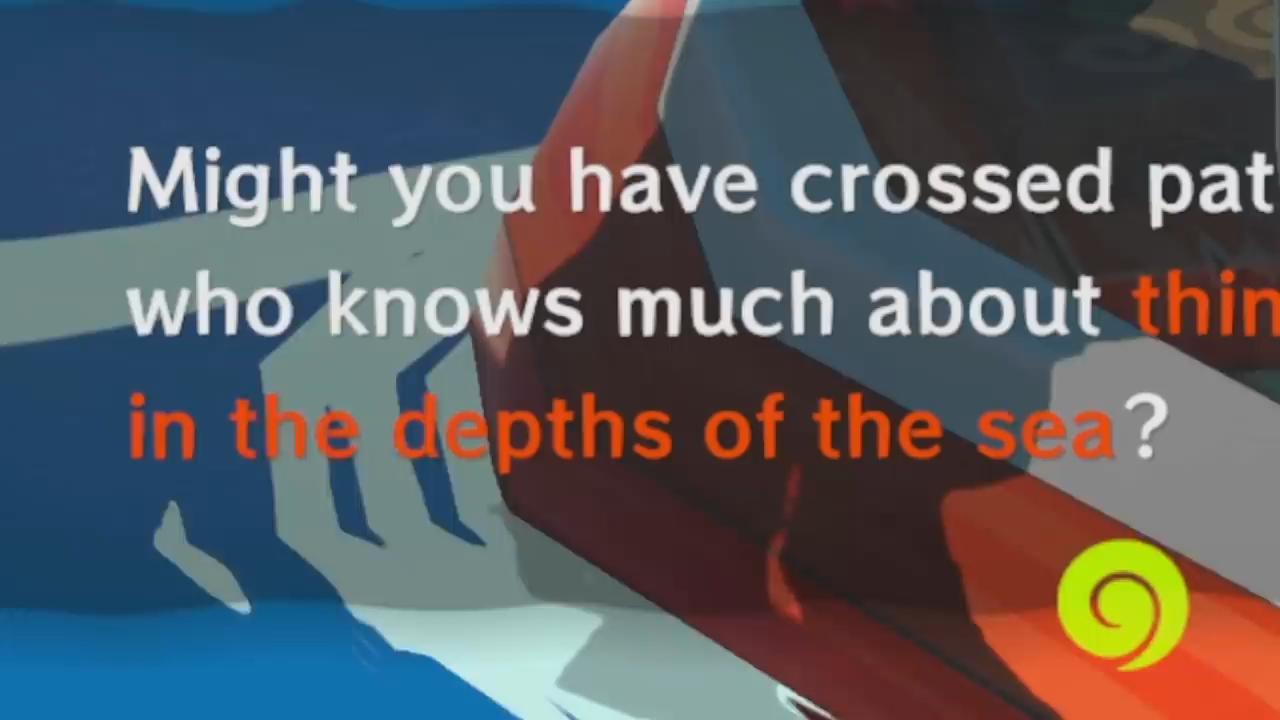 Might you have crossed pat
who knows much about thin
in the depths of the sea?